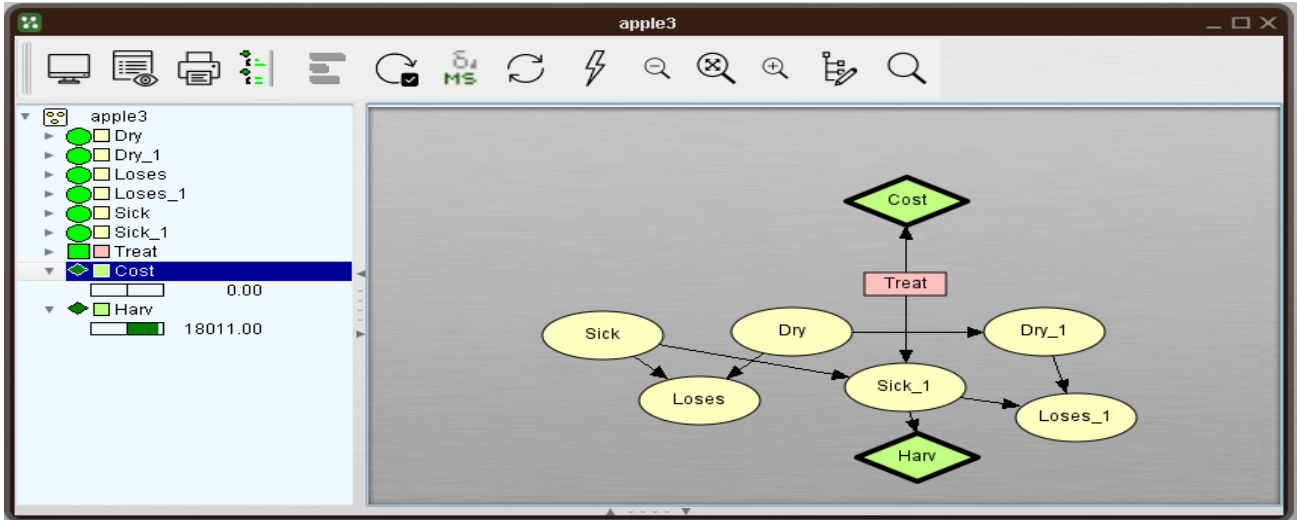 apple3
MS
apple3
Dry
Dry_1
Loses
Loses_1
Sick
Sick_1
Treat
Cost
0.00
Harv
18011.00
Cost
Treat
Sick
Dry
Dry_1
Sick_1
Loses
Loses_1
Harv